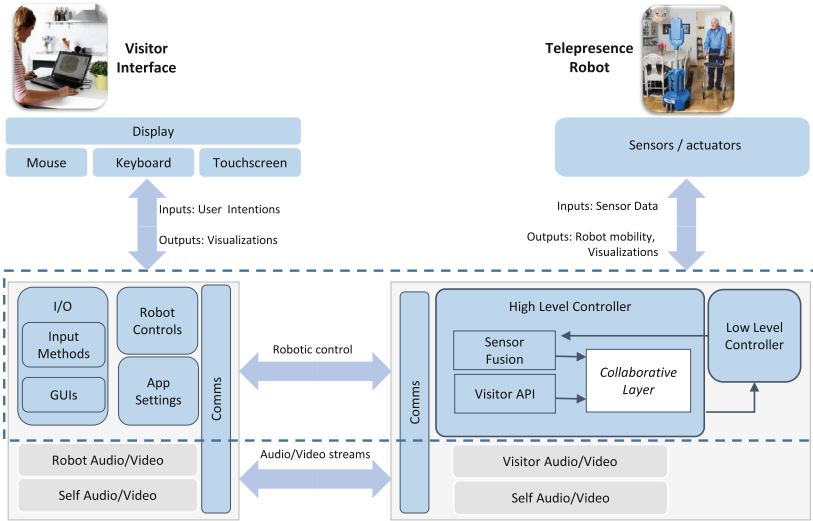 Visitor
Interface
Telepresence
Robot
Display
Mouse
Keyboard
Touchscreen
Sensors / actuators
Inputs: User Intentions
Outputs: Visualizations
Inputs: Sensor Data
Outputs: Robot mobility,
Visualizations
I/O
Input
Methods
GUIs
Robot
Controls
App
Settings
Comms
Robotic control
Comms
High Level Controller
Sensor
Fusion
Visitor API
Collaborative
Layer
Low Level
Controller
Robot Audio/Video
Self Audio/Video
Audio/Video streams
Visitor Audio/Video
Self Audio/Video